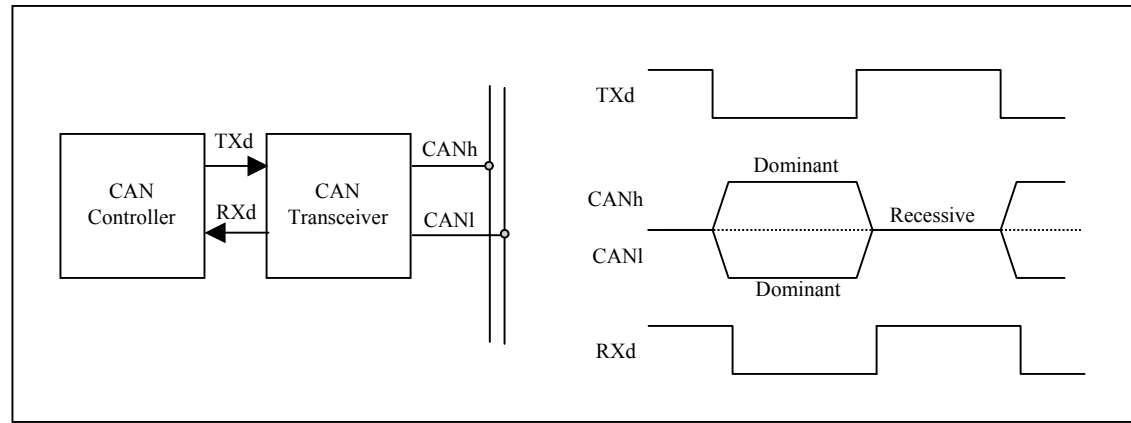 CAN
Controller
TXd
RXd
CAN
Transceiver
CANh
CANl
TXd
Dominant
CANh
Recessive
CANl
Dominant
RXd